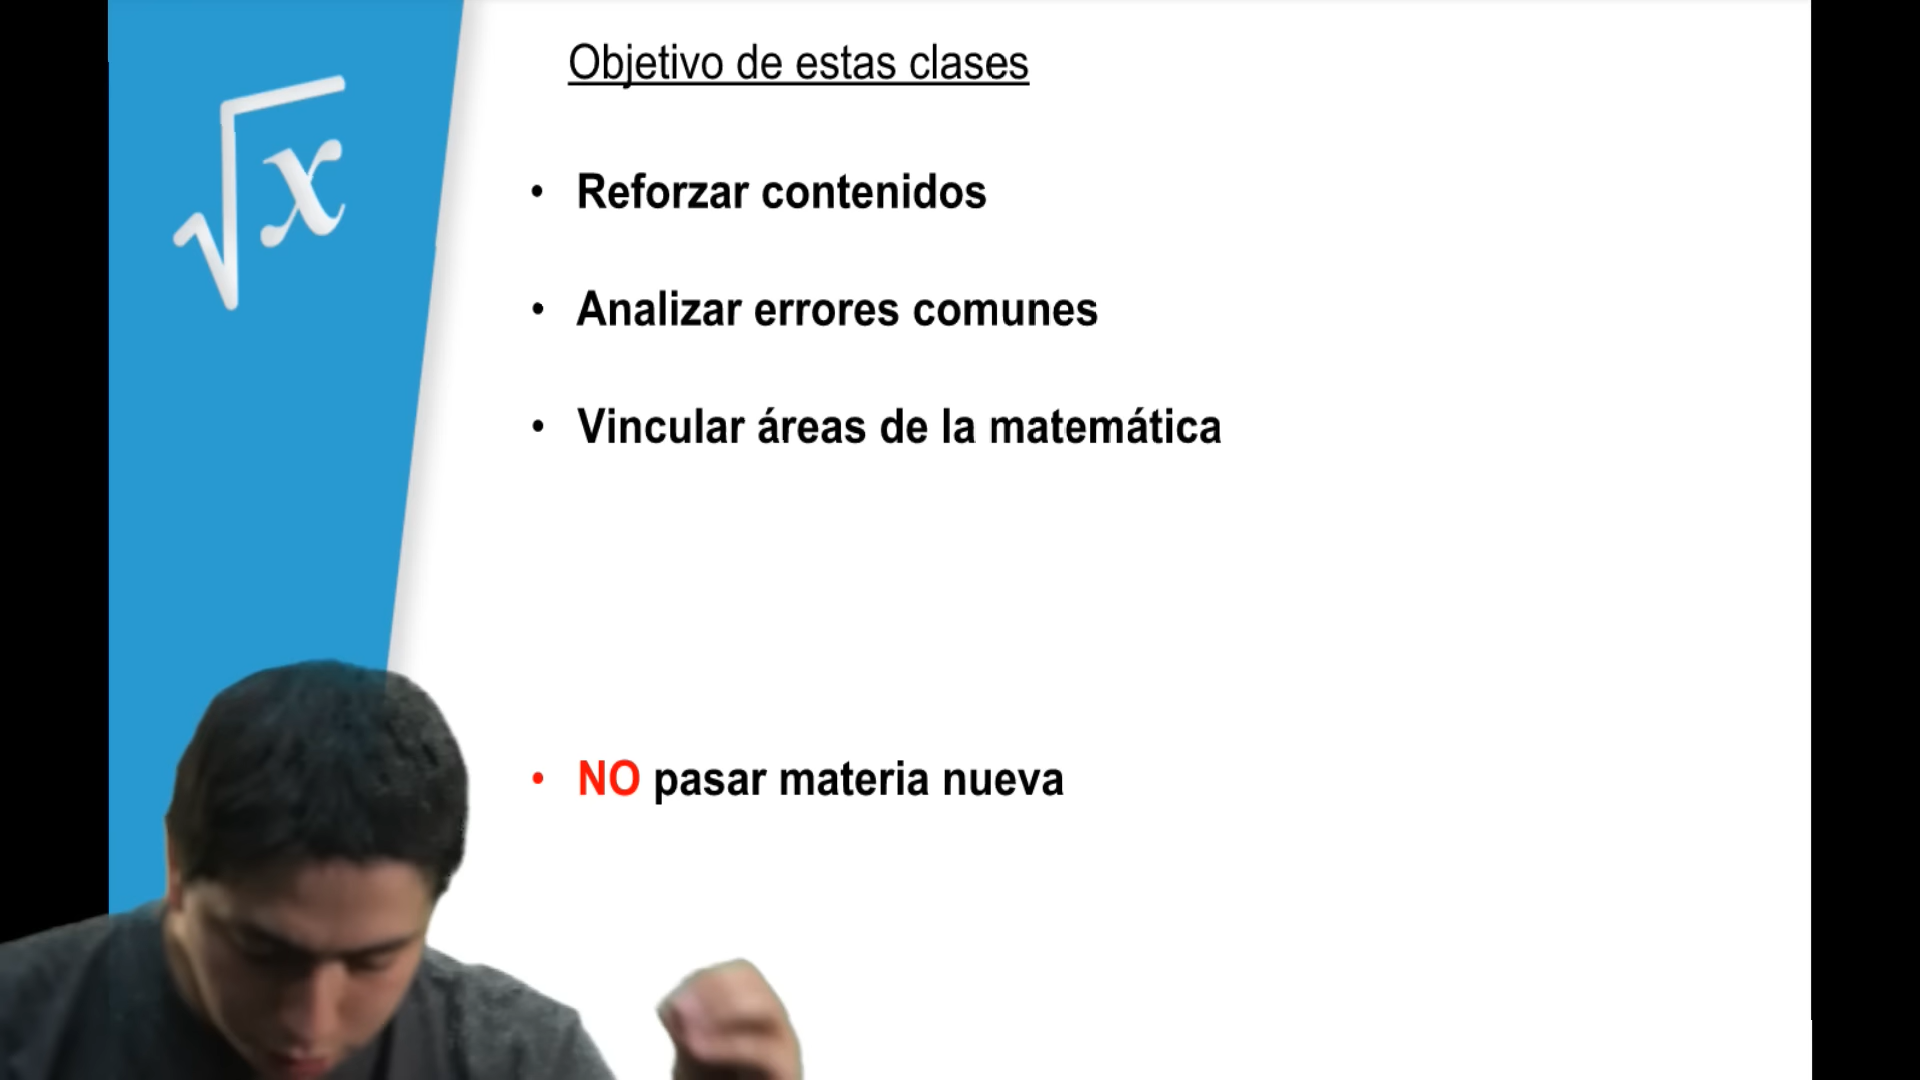 √x
Objetivo de estas clases
• Reforzar contenidos
• Analizar errores comunes
• Vincular áreas de la matemática
• NO pasar materia nueva